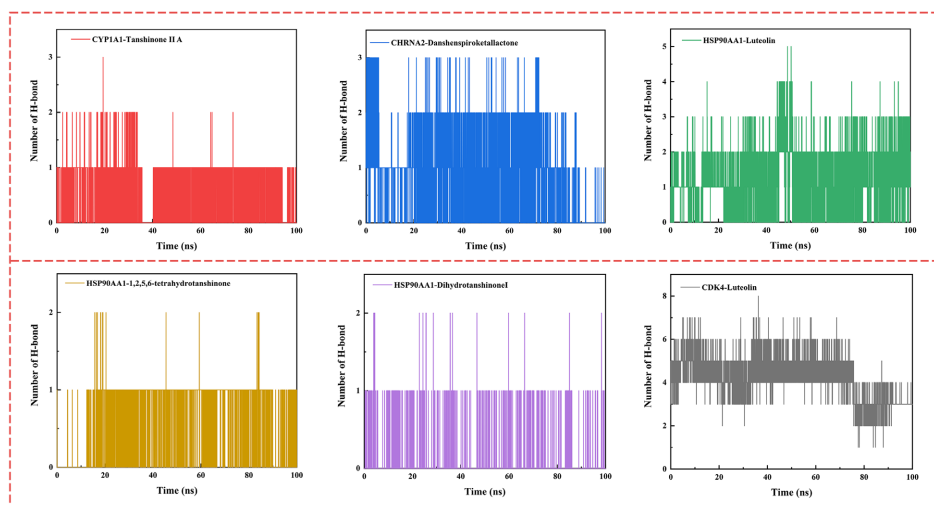 CYP1A1-Tanshinone II A
Number of H-bond
3
2
1
0
0 20 40 60 80 100
Time (ns)
CHRNA2-Danshenspiroketallactone
Number of H-bond
3
2
1
0
0 20 40 60 80 100
Time (ns)
HSP90AA1-Luteolin
Number of H-bond
5
4
3
2
1
0
0 20 40 60 80 100
Time (ns)
HSP90AA1-1,2,5,6-tetrahydrotanshinone
Number of H-bond
2
1
0
0 20 40 60 80 100
Time (ns)
HSP90AA1-DihydrotanshinoneI
Number of H-bond
2
1
0
0 20 40 60 80 100
Time (ns)
CDK4-Luteolin
Number of H-bond
8
6
4
2
0
0 20 40 60 80 100
Time (ns)